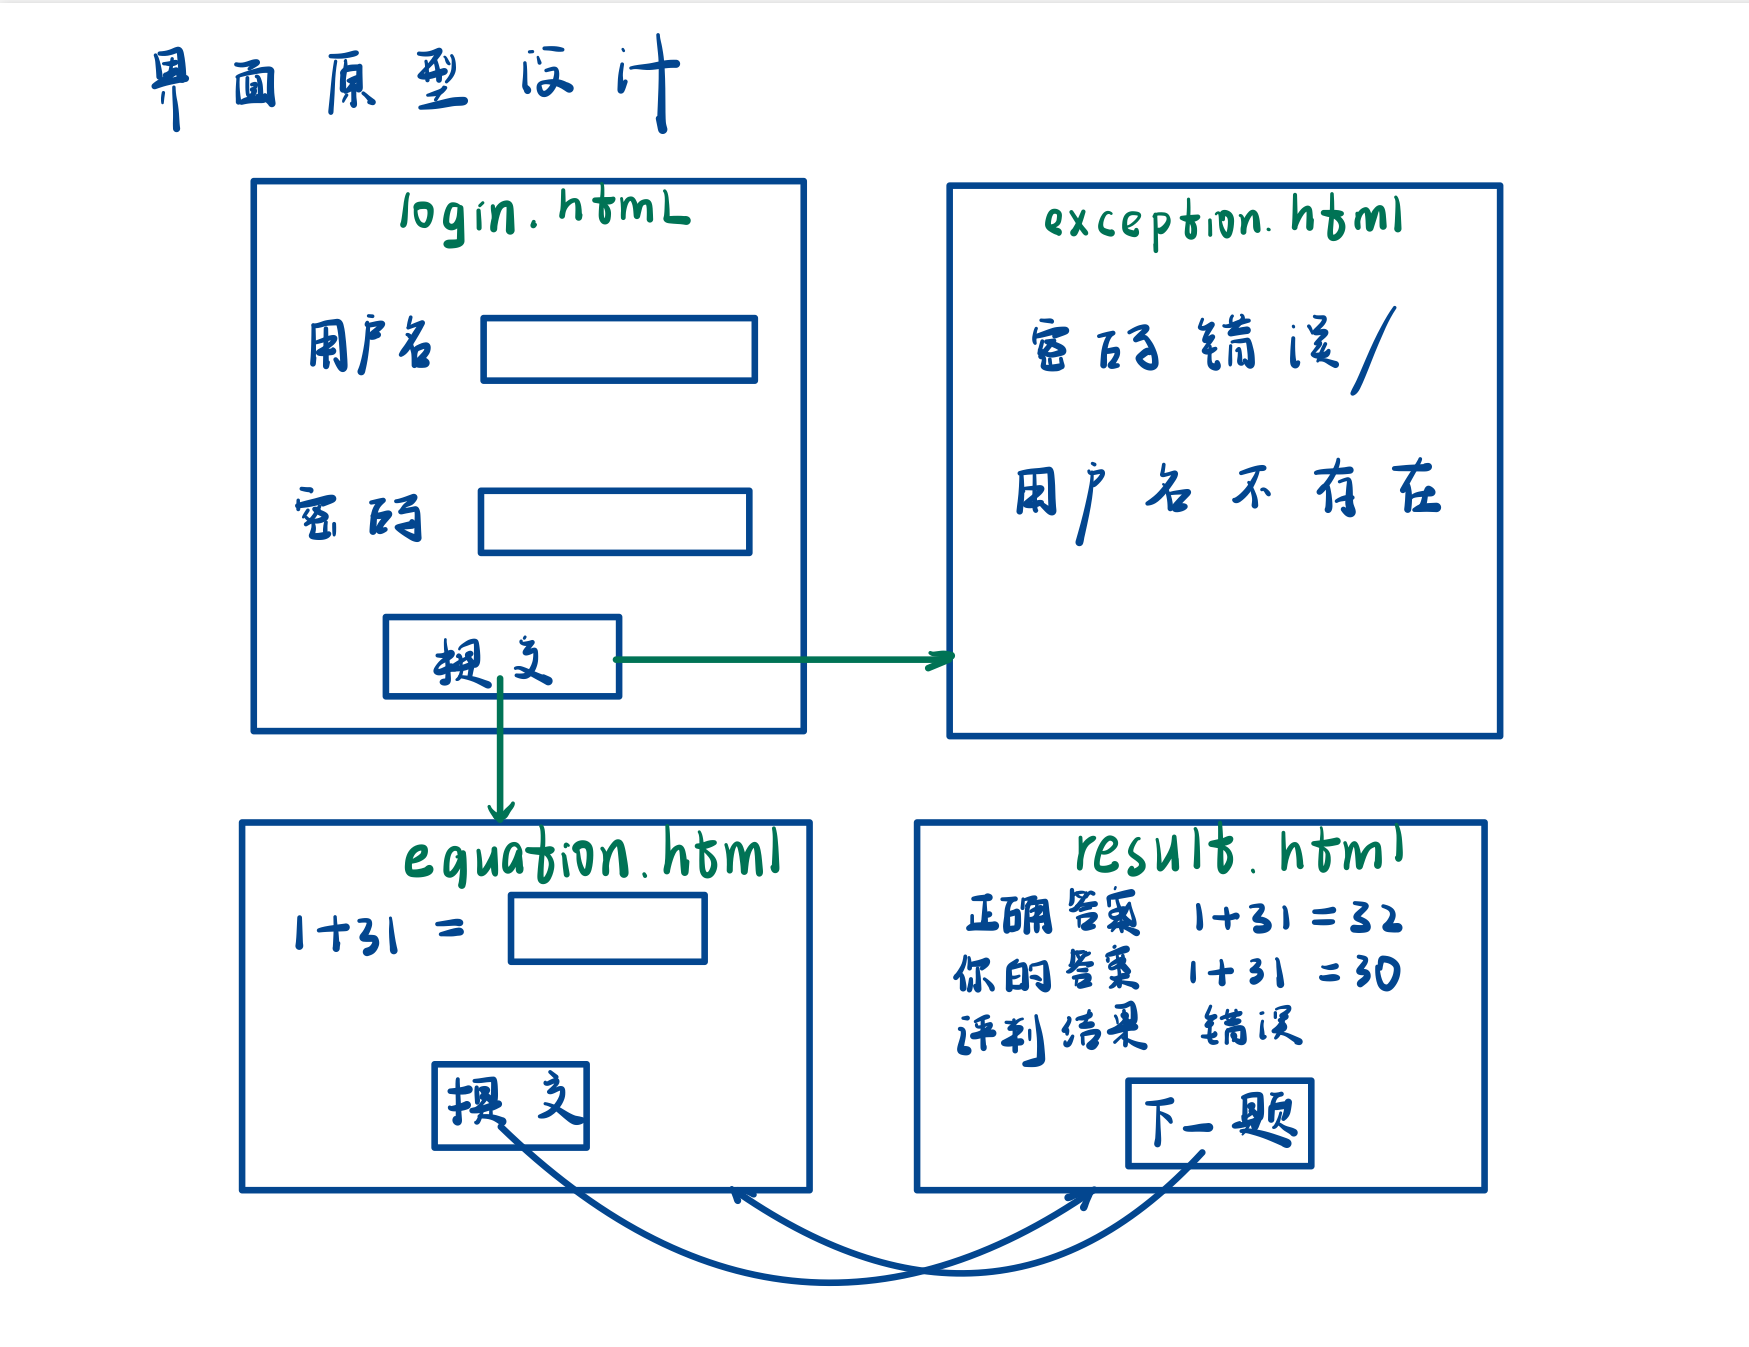 界面原型设计
login.html
用户名
密码
提交
exception.html
密码错误/
用户名不存在
equation.html
1+31 =
提交
result.html
正确答案 1+31=32
你的答案 1+31=30
评判结果 错误
下一题